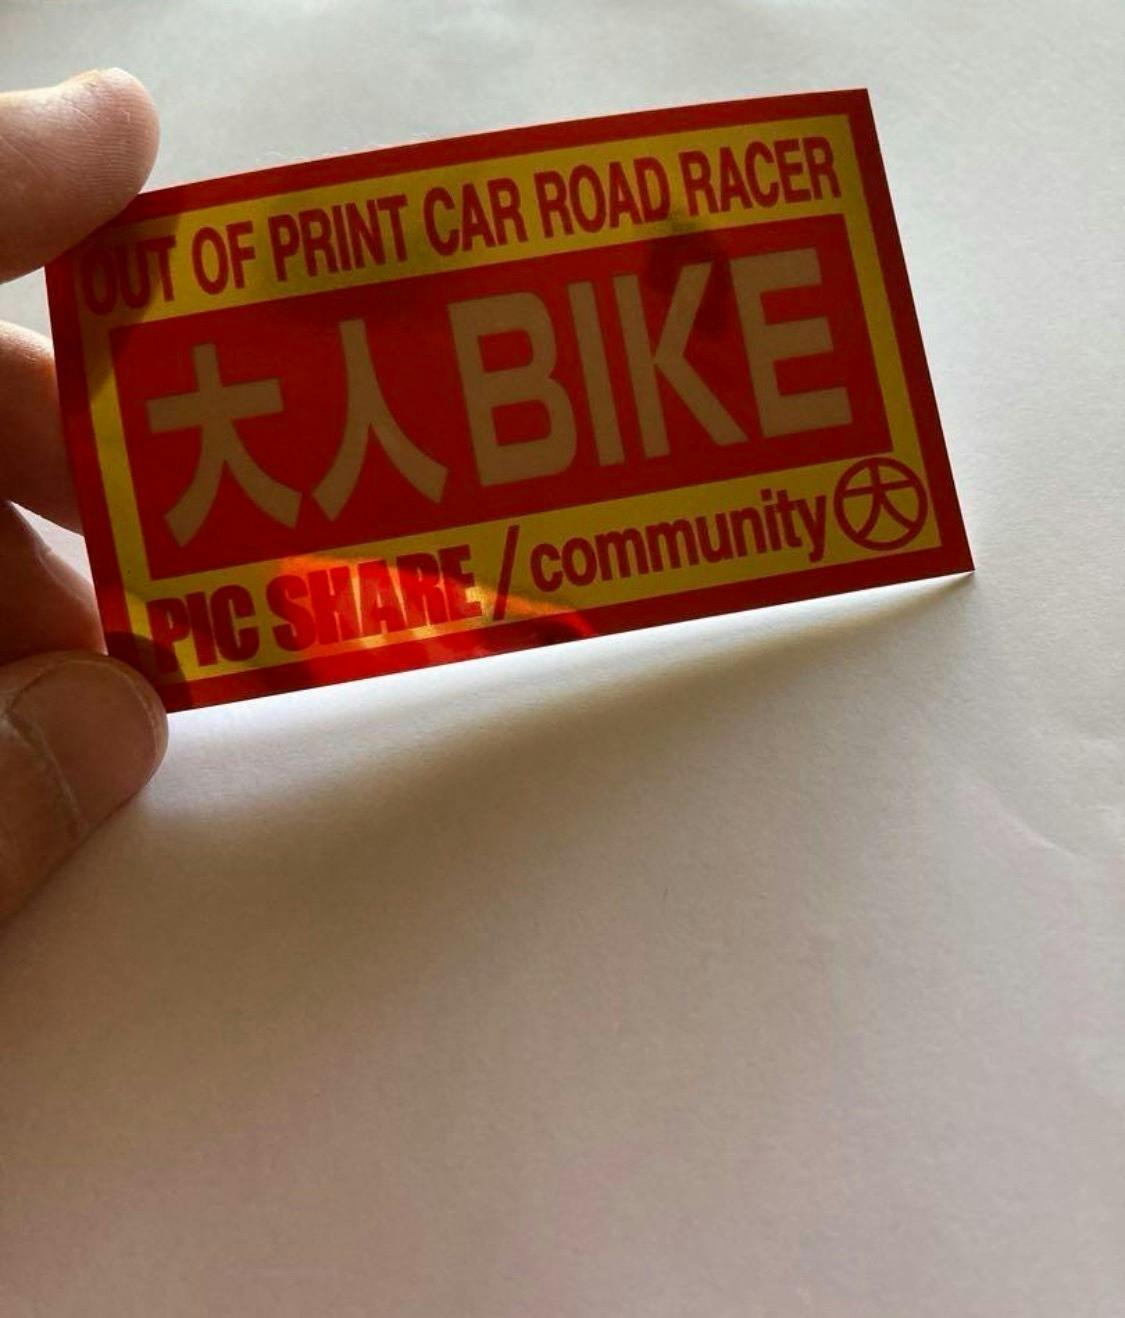 OUT OF PRINT CAR ROAD RACER
大人BIKE
PIC SHARE / community 大